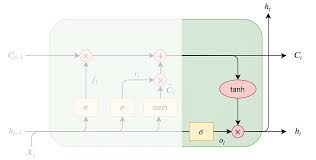 hₜ
Cₜ₋₁ × + Cₜ
fₜ iₜ × tanh
C̃ₜ
σ σ tanh
hₜ₋₁ σ oₜ × hₜ
Xₜ